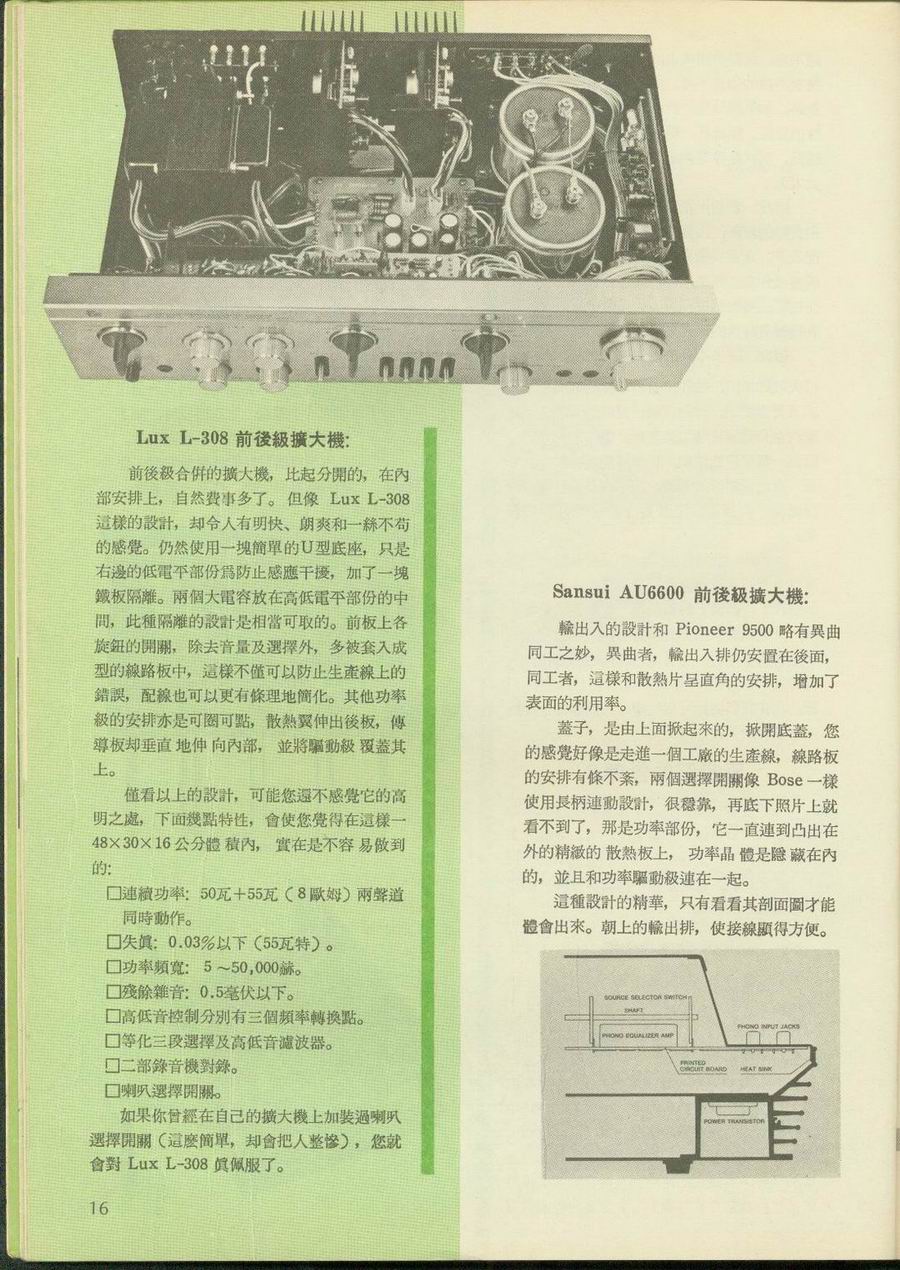 Lux L-308 前後級擴大機:
前後級合併的擴大機，比起分開的，在內
部安排上，自然費事多了。但像 Lux L-308
這樣的設計，却令人有明快、朗爽和一絲不苟
的感覺。仍然使用一塊簡單的U型底座，只是
右邊的低電平部份爲防止感應干擾，加了一塊
鐵板隔離。兩個大電容放在高低電平部份的中
間，此種隔離的設計是相當可取的。前板上各
旋鈕的開關，除去音量及選擇外，多被套入成
型的線路板中，這樣不僅可以防止生產線上的
錯誤，配線也可以更有條理地簡化。其他功率
級的安排亦是可圈可點，散熱翼伸出後板，傳
導板却垂直地伸向內部，並將驅動級覆蓋其
上。
僅看以上的設計，可能您還不感覺它的高
明之處，下面幾點特性，會使您覺得在這樣一
48×30×16公分體積內，實在是不容易做到
的:
□連續功率: 50瓦+55瓦（8歐姆）兩聲道
同時動作。
□失眞: 0.03%以下（55瓦特）。
□功率頻寬: 5～50,000赫。
□殘餘雜音: 0.5毫伏以下。
□高低音控制分別有三個頻率轉換點。
□等化三段選擇及高低音濾波器。
□二部錄音機對錄。
□喇叭選擇開關。
如果你曾經在自己的擴大機上加裝過喇叭
選擇開關（這麼簡單，却會把人整慘），您就
會對 Lux L-308 眞佩服了。
16
Sansui AU6600 前後級擴大機:
輸出入的設計和 Pioneer 9500 略有異曲
同工之妙，異曲者，輸出入排仍安置在後面，
同工者，這樣和散熱片呈直角的安排，增加了
表面的利用率。
蓋子，是由上面掀起來的，掀開底蓋，您
的感覺好像是走進一個工廠的生產線，線路板
的安排有條不紊，兩個選擇開關像 Bose 一樣
使用長柄連動設計，很穩靠，再底下照片上就
看不到了，那是功率部份，它一直連到凸出在
外的精緻的散熱板上，功率晶體是隱藏在內
的，並且和功率驅動級連在一起。
這種設計的精華，只有看看其剖面圖才能
體會出來。朝上的輸出排，使接線顯得方便。
SOURCE SELECTOR SWITCH
SHAFT
PHONO EQUALIZER AMP
PHONO INPUT JACKS
PRINTED
CIRCUIT BOARD
HEAT SINK
POWER TRANSISTOR